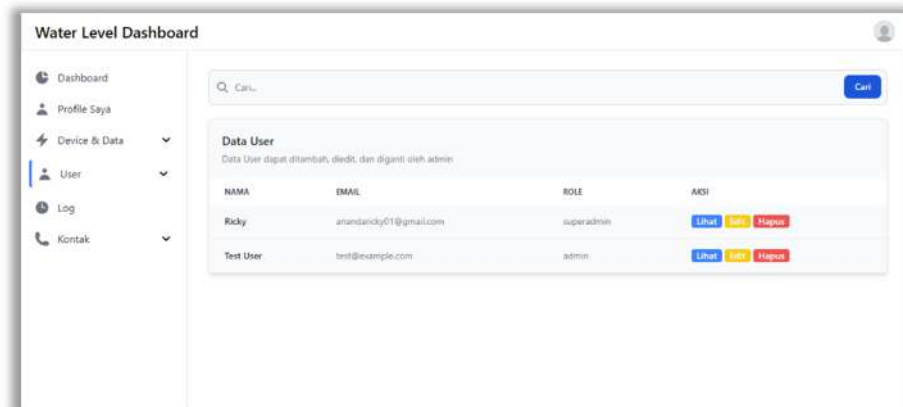 Water Level Dashboard
Dashboard
Profile Saya
Device & Data
User
Log
Kontak
Cari...
Cari
Data User
Data User dapat ditambah, diedit, dan diganti oleh admin
NAMA EMAIL ROLE AKSI
Ricky anandaricky01@gmail.com superadmin Lihat Edit Hapus
Test User test@example.com admin Lihat Edit Hapus